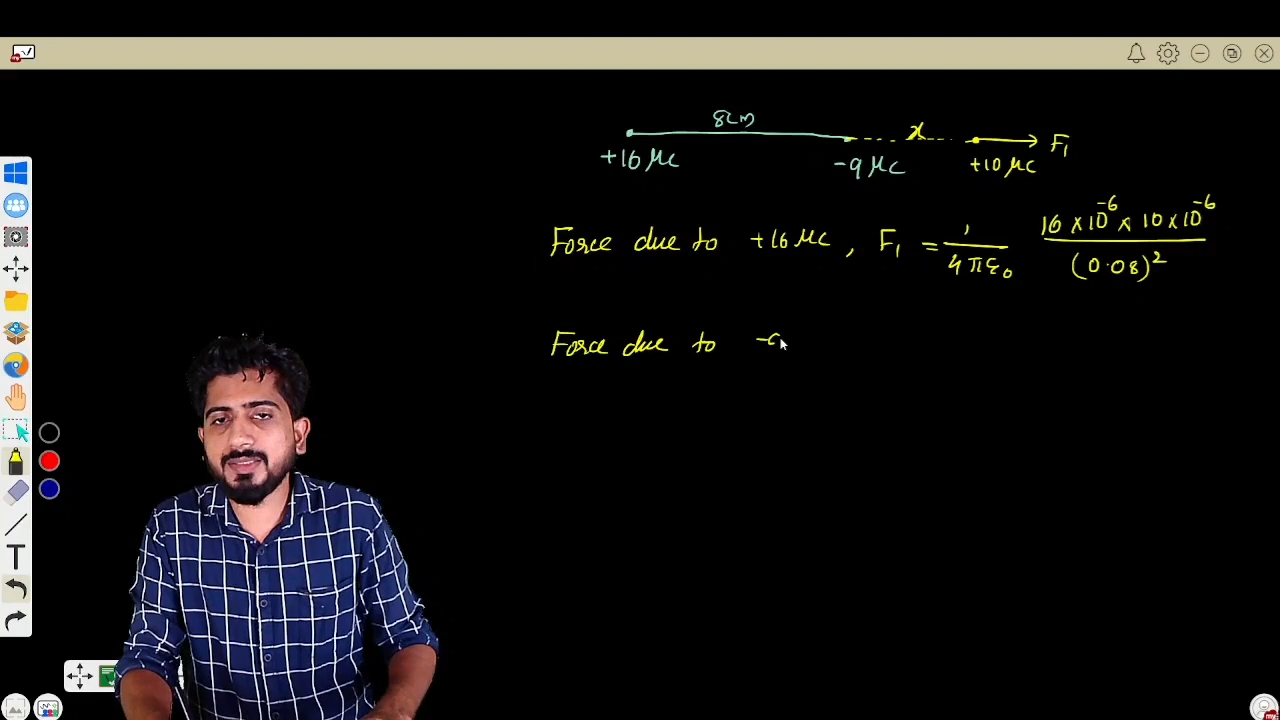 8cm x F₁
+16 μc -9 μc +10 μc
Force due to +16 μc , F₁ = 1/4πε₀ 16 × 10⁻⁶ × 10 × 10⁻⁶/(0.08)²
Force due to -
T